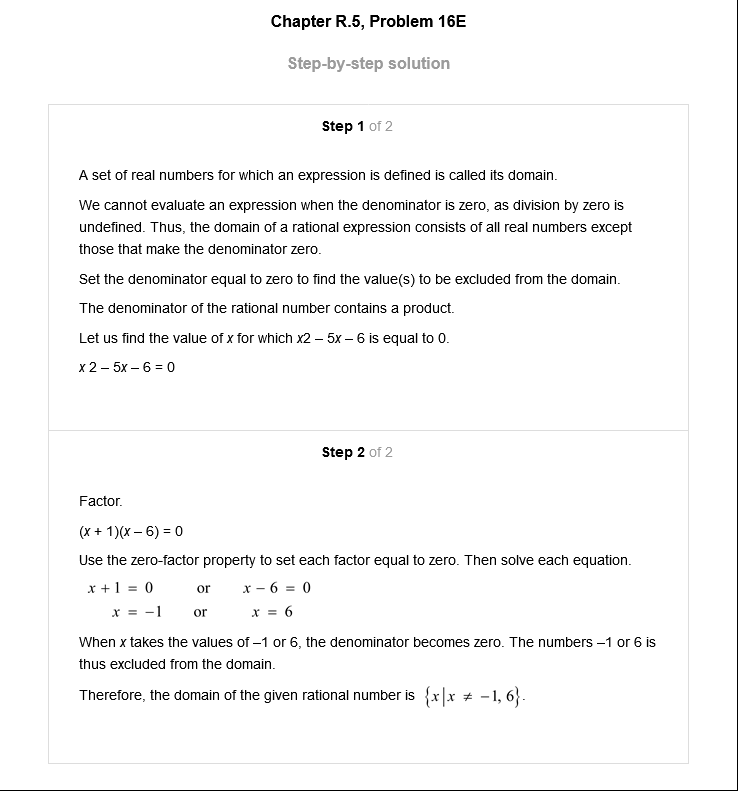 Chapter R.5, Problem 16E
Step-by-step solution
Step 1 of 2
A set of real numbers for which an expression is defined is called its domain.
We cannot evaluate an expression when the denominator is zero, as division by zero is
undefined. Thus, the domain of a rational expression consists of all real numbers except
those that make the denominator zero.
Set the denominator equal to zero to find the value(s) to be excluded from the domain.
The denominator of the rational number contains a product.
Let us find the value of x for which x2 – 5x – 6 is equal to 0.
x 2 – 5x – 6 = 0
Step 2 of 2
Factor.
(x + 1)(x – 6) = 0
Use the zero-factor property to set each factor equal to zero. Then solve each equation.
x + 1 = 0 or x − 6 = 0
x = −1 or x = 6
When x takes the values of –1 or 6, the denominator becomes zero. The numbers –1 or 6 is
thus excluded from the domain.
Therefore, the domain of the given rational number is {x|x ≠ −1, 6}.